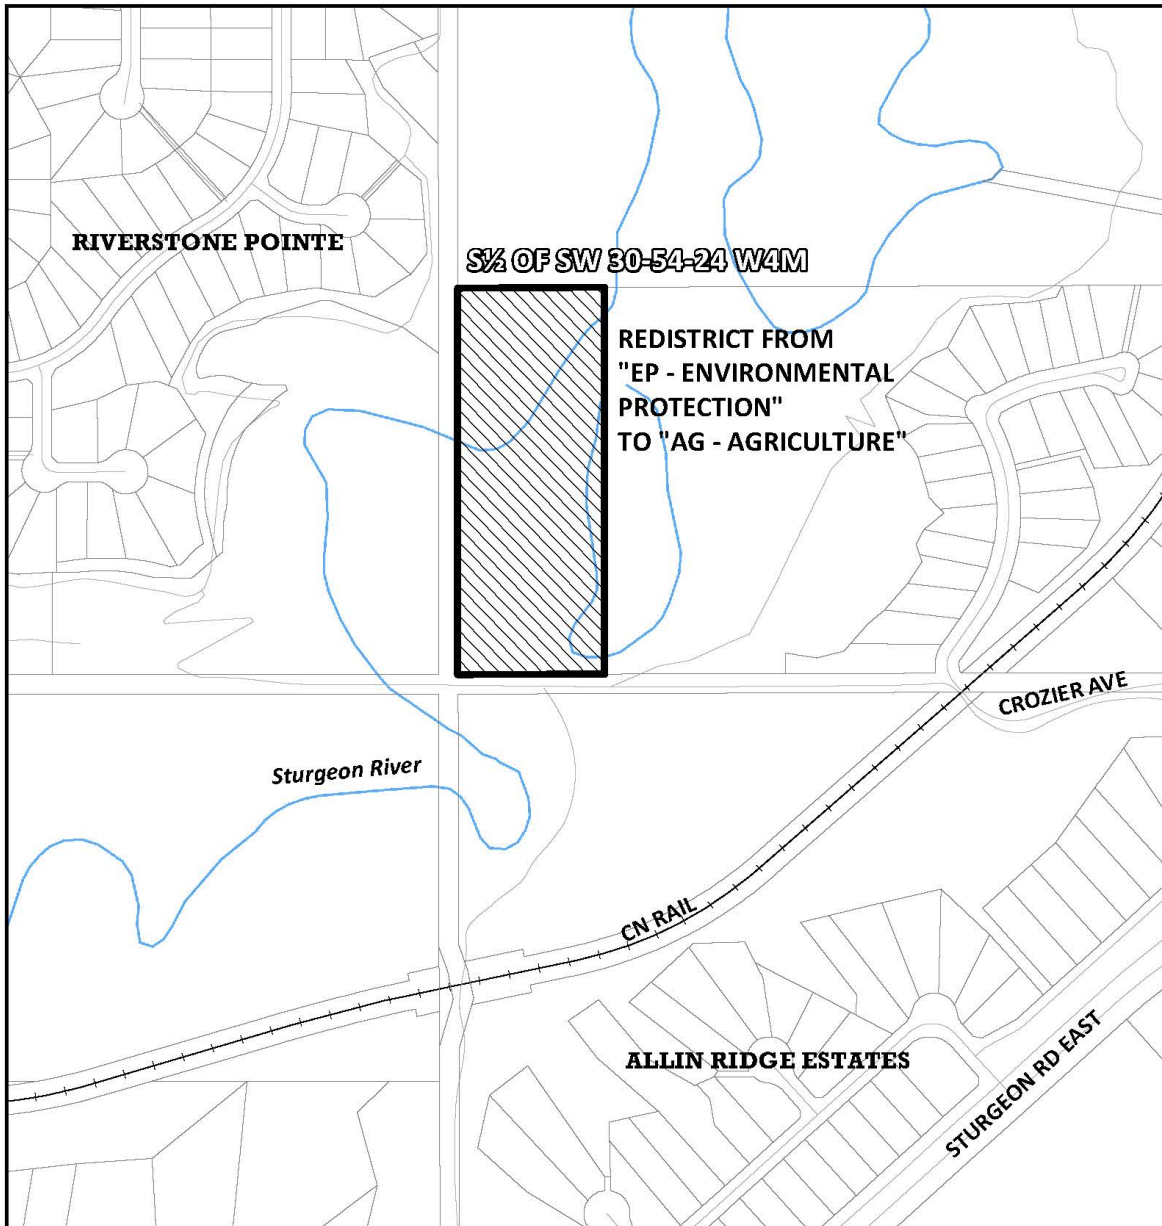 RIVERSTONE POINTE
S½ OF SW 30-54-24 W4M
REDISTRICT FROM
"EP - ENVIRONMENTAL
PROTECTION"
TO "AG - AGRICULTURE"
CROZIER AVE
Sturgeon River
CN RAIL
ALLIN RIDGE ESTATES
STURGEON RD EAST